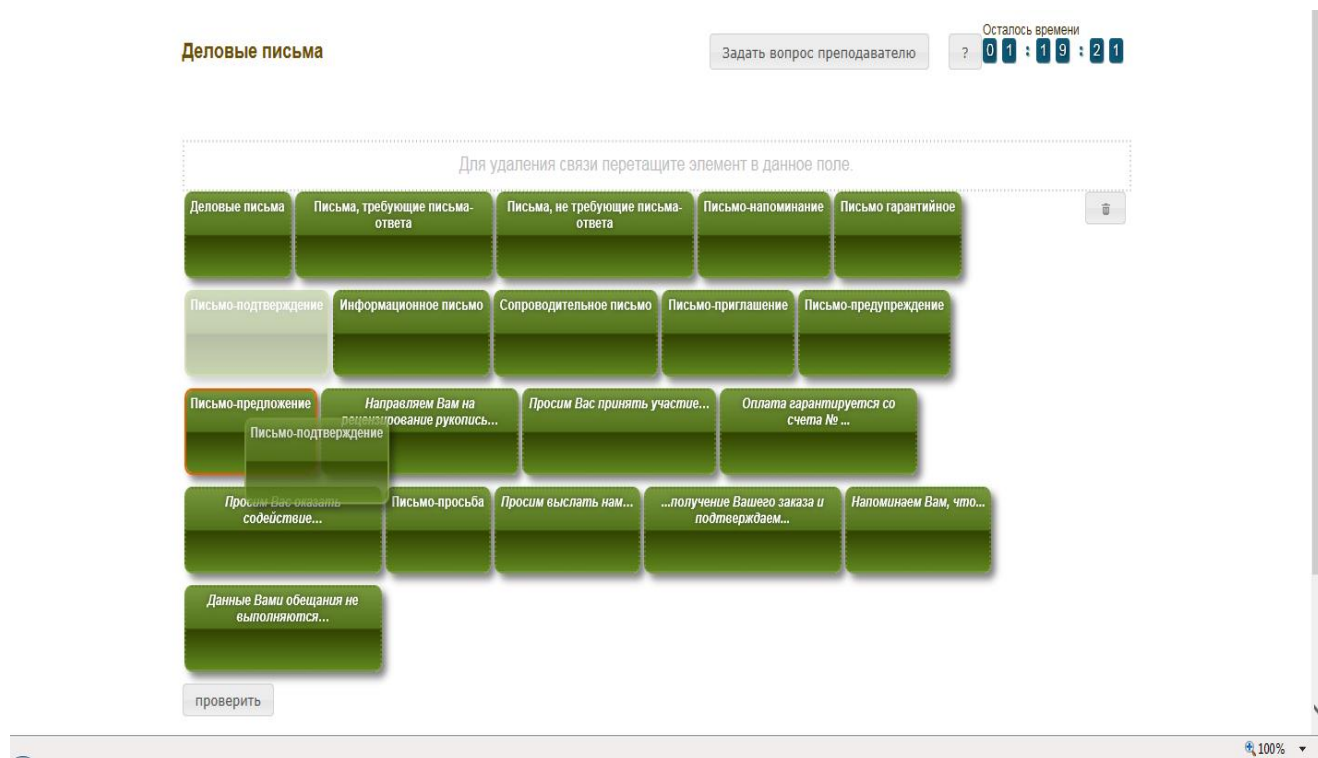 Осталось времени
Деловые письма
Задать вопрос преподавателю
?
01:19:21
Для удаления связи перетащите элемент в данное поле.
Деловые письма
Письма, требующие письма-
ответа
Письма, не требующие письма-
ответа
Письмо-напоминание
Письмо гарантийное
Письмо-подтверждение
Информационное письмо
Сопроводительное письмо
Письмо-приглашение
Письмо-предупреждение
Письмо-предложение
Направляем Вам на
рецензирование рукопись...
Просим Вас принять участие...
Оплата гарантируется со
счета № ...
Письмо-подтверждение
Просим Вас оказать
содействие...
Письмо-просьба
Просим выслать нам...
...получение Вашего заказа и
подтверждаем...
Напоминаем Вам, что...
Данные Вами обещания не
выполняются...
проверить
100%